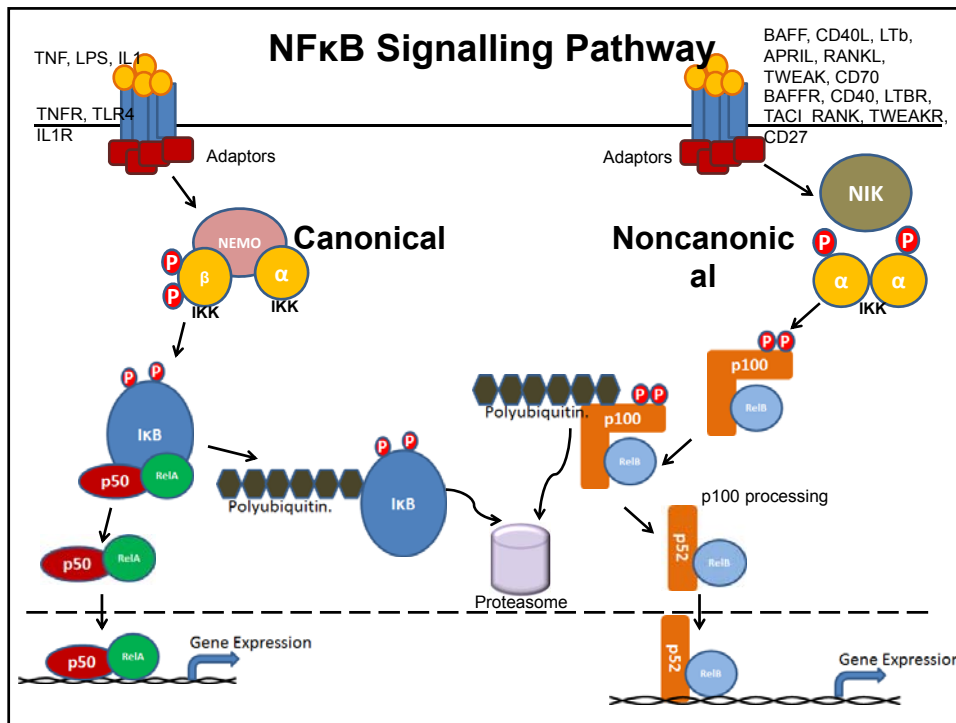 NFκB Signalling Pathway
TNF, LPS, IL1
TNFR, TLR4
IL1R
Adaptors
BAFF, CD40L, LTb,
APRIL, RANKL,
TWEAK, CD70
BAFFR, CD40, LTBR,
TACI RANK, TWEAKR,
CD27
Adaptors
NIK
NEMO
Canonical
Noncanonic
al
P
P
β
α
IKK
IKK
P
P
α
α
IKK
P P
IκB
p50
RelA
P P
p100
RelB
Polyubiquitin.
P P
p100
RelB
Polyubiquitin.
P P
IκB
p100 processing
p52
RelB
p50
RelA
Proteasome
p50
RelA
Gene Expression
p52
RelB
Gene Expression